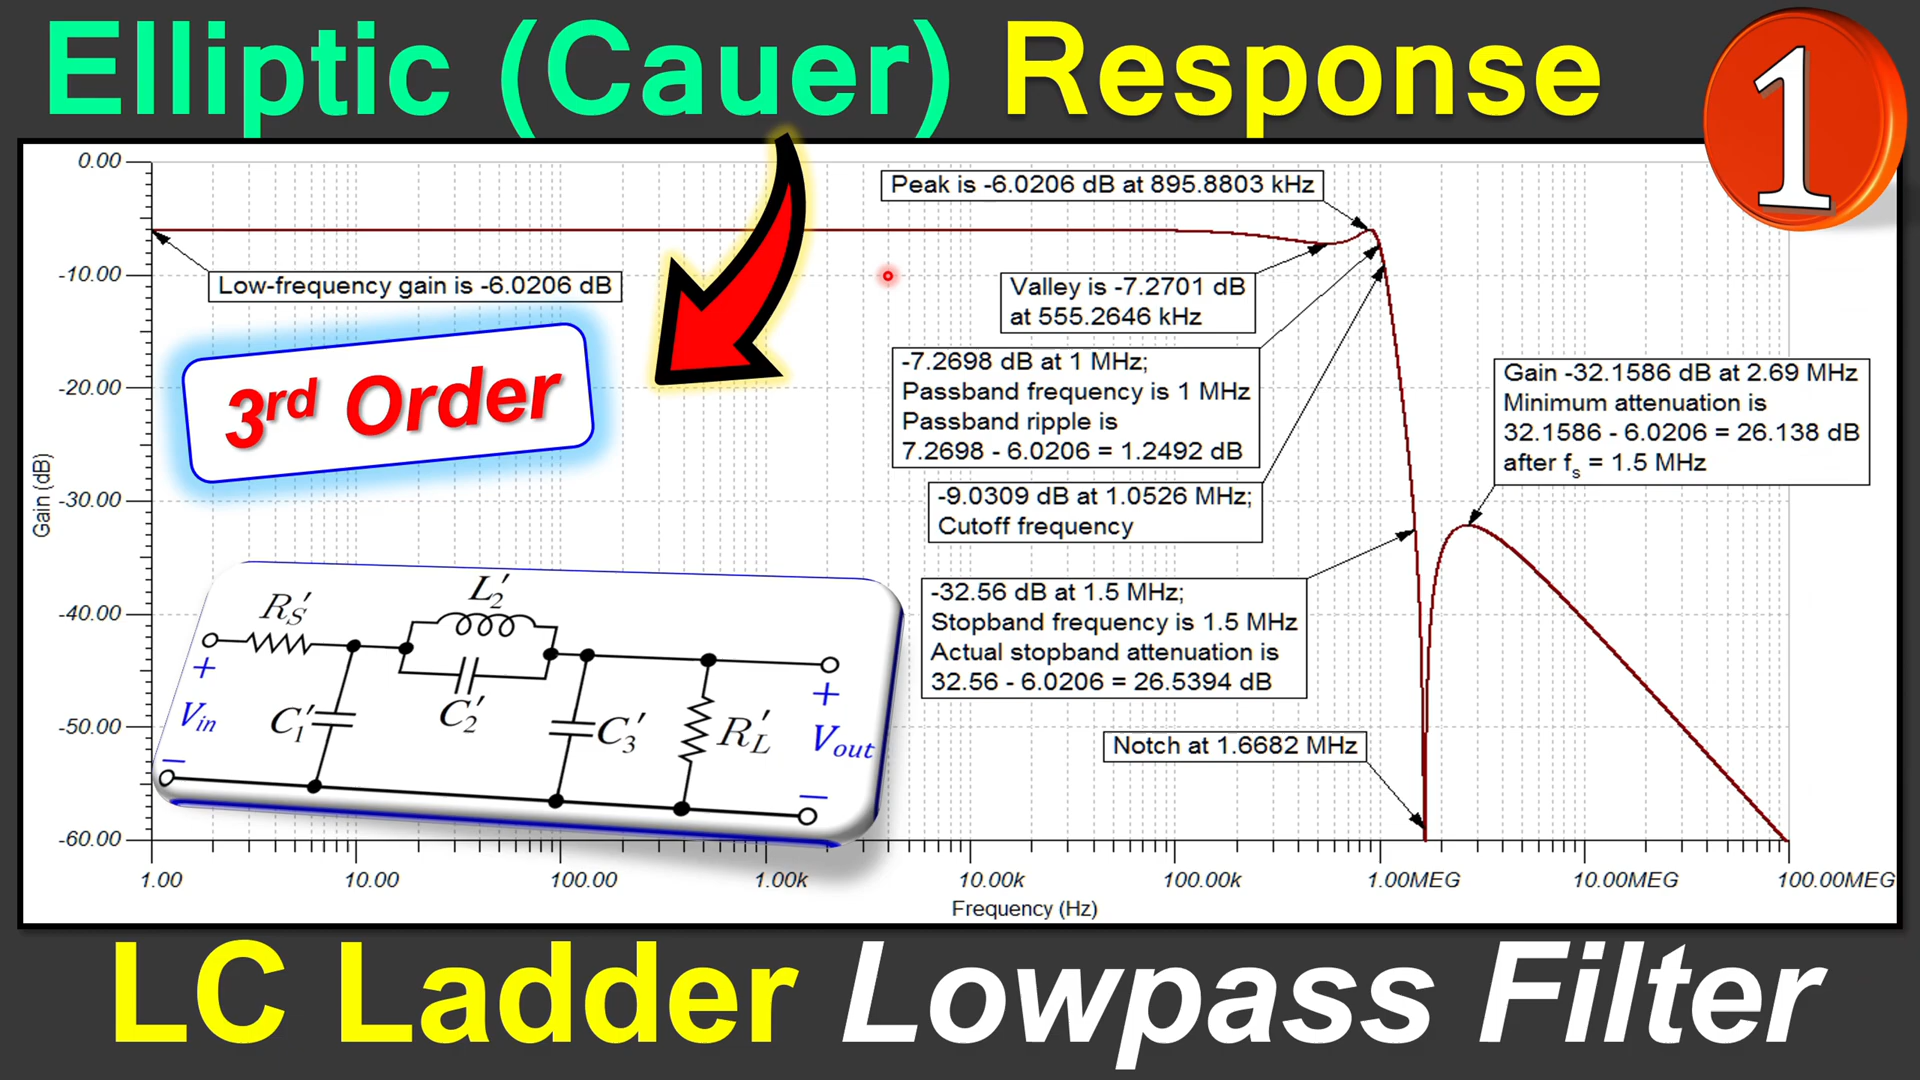 Elliptic (Cauer) Response
1
0.00
-10.00
-20.00
-30.00
-40.00
-50.00
-60.00
Gain (dB)
Peak is -6.0206 dB at 895.8803 kHz
Low-frequency gain is -6.0206 dB
Valley is -7.2701 dB
at 555.2646 kHz
-7.2698 dB at 1 MHz;
Passband frequency is 1 MHz
Passband ripple is
7.2698 - 6.0206 = 1.2492 dB
Gain -32.1586 dB at 2.69 MHz
Minimum attenuation is
32.1586 - 6.0206 = 26.138 dB
after fs = 1.5 MHz
3rd Order
-9.0309 dB at 1.0526 MHz;
Cutoff frequency
-32.56 dB at 1.5 MHz;
Stopband frequency is 1.5 MHz
Actual stopband attenuation is
32.56 - 6.0206 = 26.5394 dB
Notch at 1.6682 MHz
RS′
L2′
+
Vin
−
C1′
C2′
C3′
RL′
+
Vout
−
1.00
10.00
100.00
1.00k
10.00k
100.00k
1.00MEG
10.00MEG
100.00MEG
Frequency (Hz)
LC Ladder Lowpass Filter